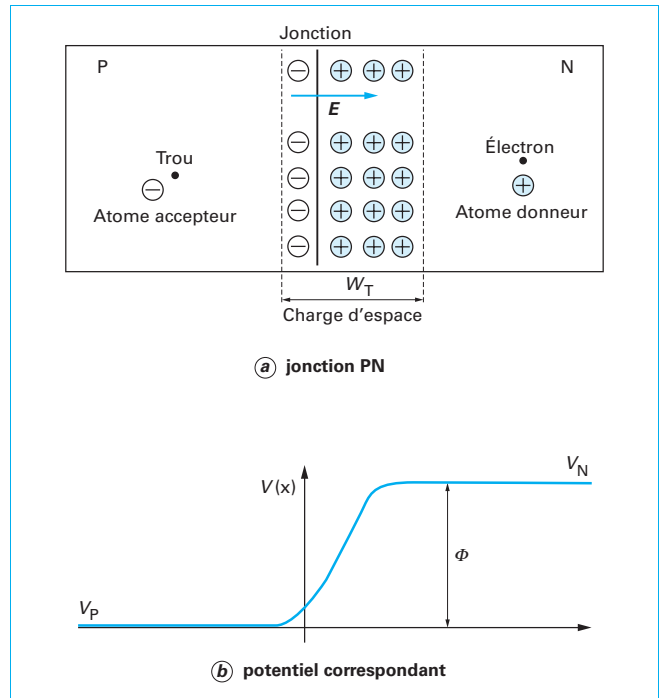 Jonction
P
N
E
Trou
Électron
Atome accepteur
Atome donneur
W_T
Charge d'espace
a jonction PN
V(x)
V_N
Φ
V_P
b potentiel correspondant